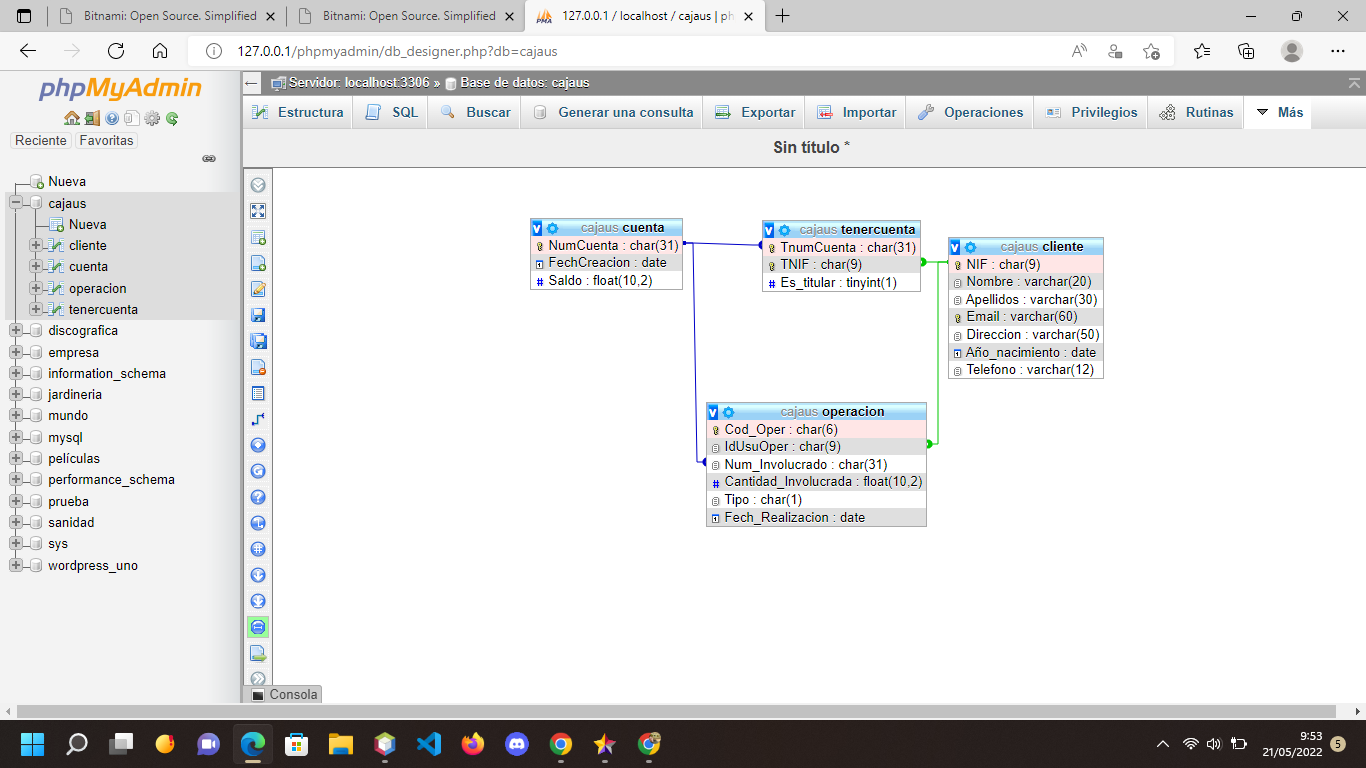 Bitnami: Open Source. Simplified
Bitnami: Open Source. Simplified
127.0.0.1 / localhost / cajaus | ph
127.0.0.1/phpmyadmin/db_designer.php?db=cajaus
phpMyAdmin
Reciente
Favoritas
Nueva
cajaus
Nueva
cliente
cuenta
operacion
tenercuenta
discografica
empresa
information_schema
jardineria
mundo
mysql
películas
performance_schema
prueba
sanidad
sys
wordpress_uno
Servidor: localhost:3306 » Base de datos: cajaus
Estructura
SQL
Buscar
Generar una consulta
Exportar
Importar
Operaciones
Privilegios
Rutinas
Más
Sin título *
cajaus cuenta
NumCuenta : char(31)
FechCreacion : date
# Saldo : float(10,2)
cajaus tenercuenta
TnumCuenta : char(31)
TNIF : char(9)
# Es_titular : tinyint(1)
cajaus cliente
NIF : char(9)
Nombre : varchar(20)
Apellidos : varchar(30)
Email : varchar(60)
Direccion : varchar(50)
Año_nacimiento : date
Telefono : varchar(12)
cajaus operacion
Cod_Oper : char(6)
IdUsuOper : char(9)
Num_Involucrado : char(31)
# Cantidad_Involucrada : float(10,2)
Tipo : char(1)
Fech_Realizacion : date
Consola
9:53
21/05/2022
5